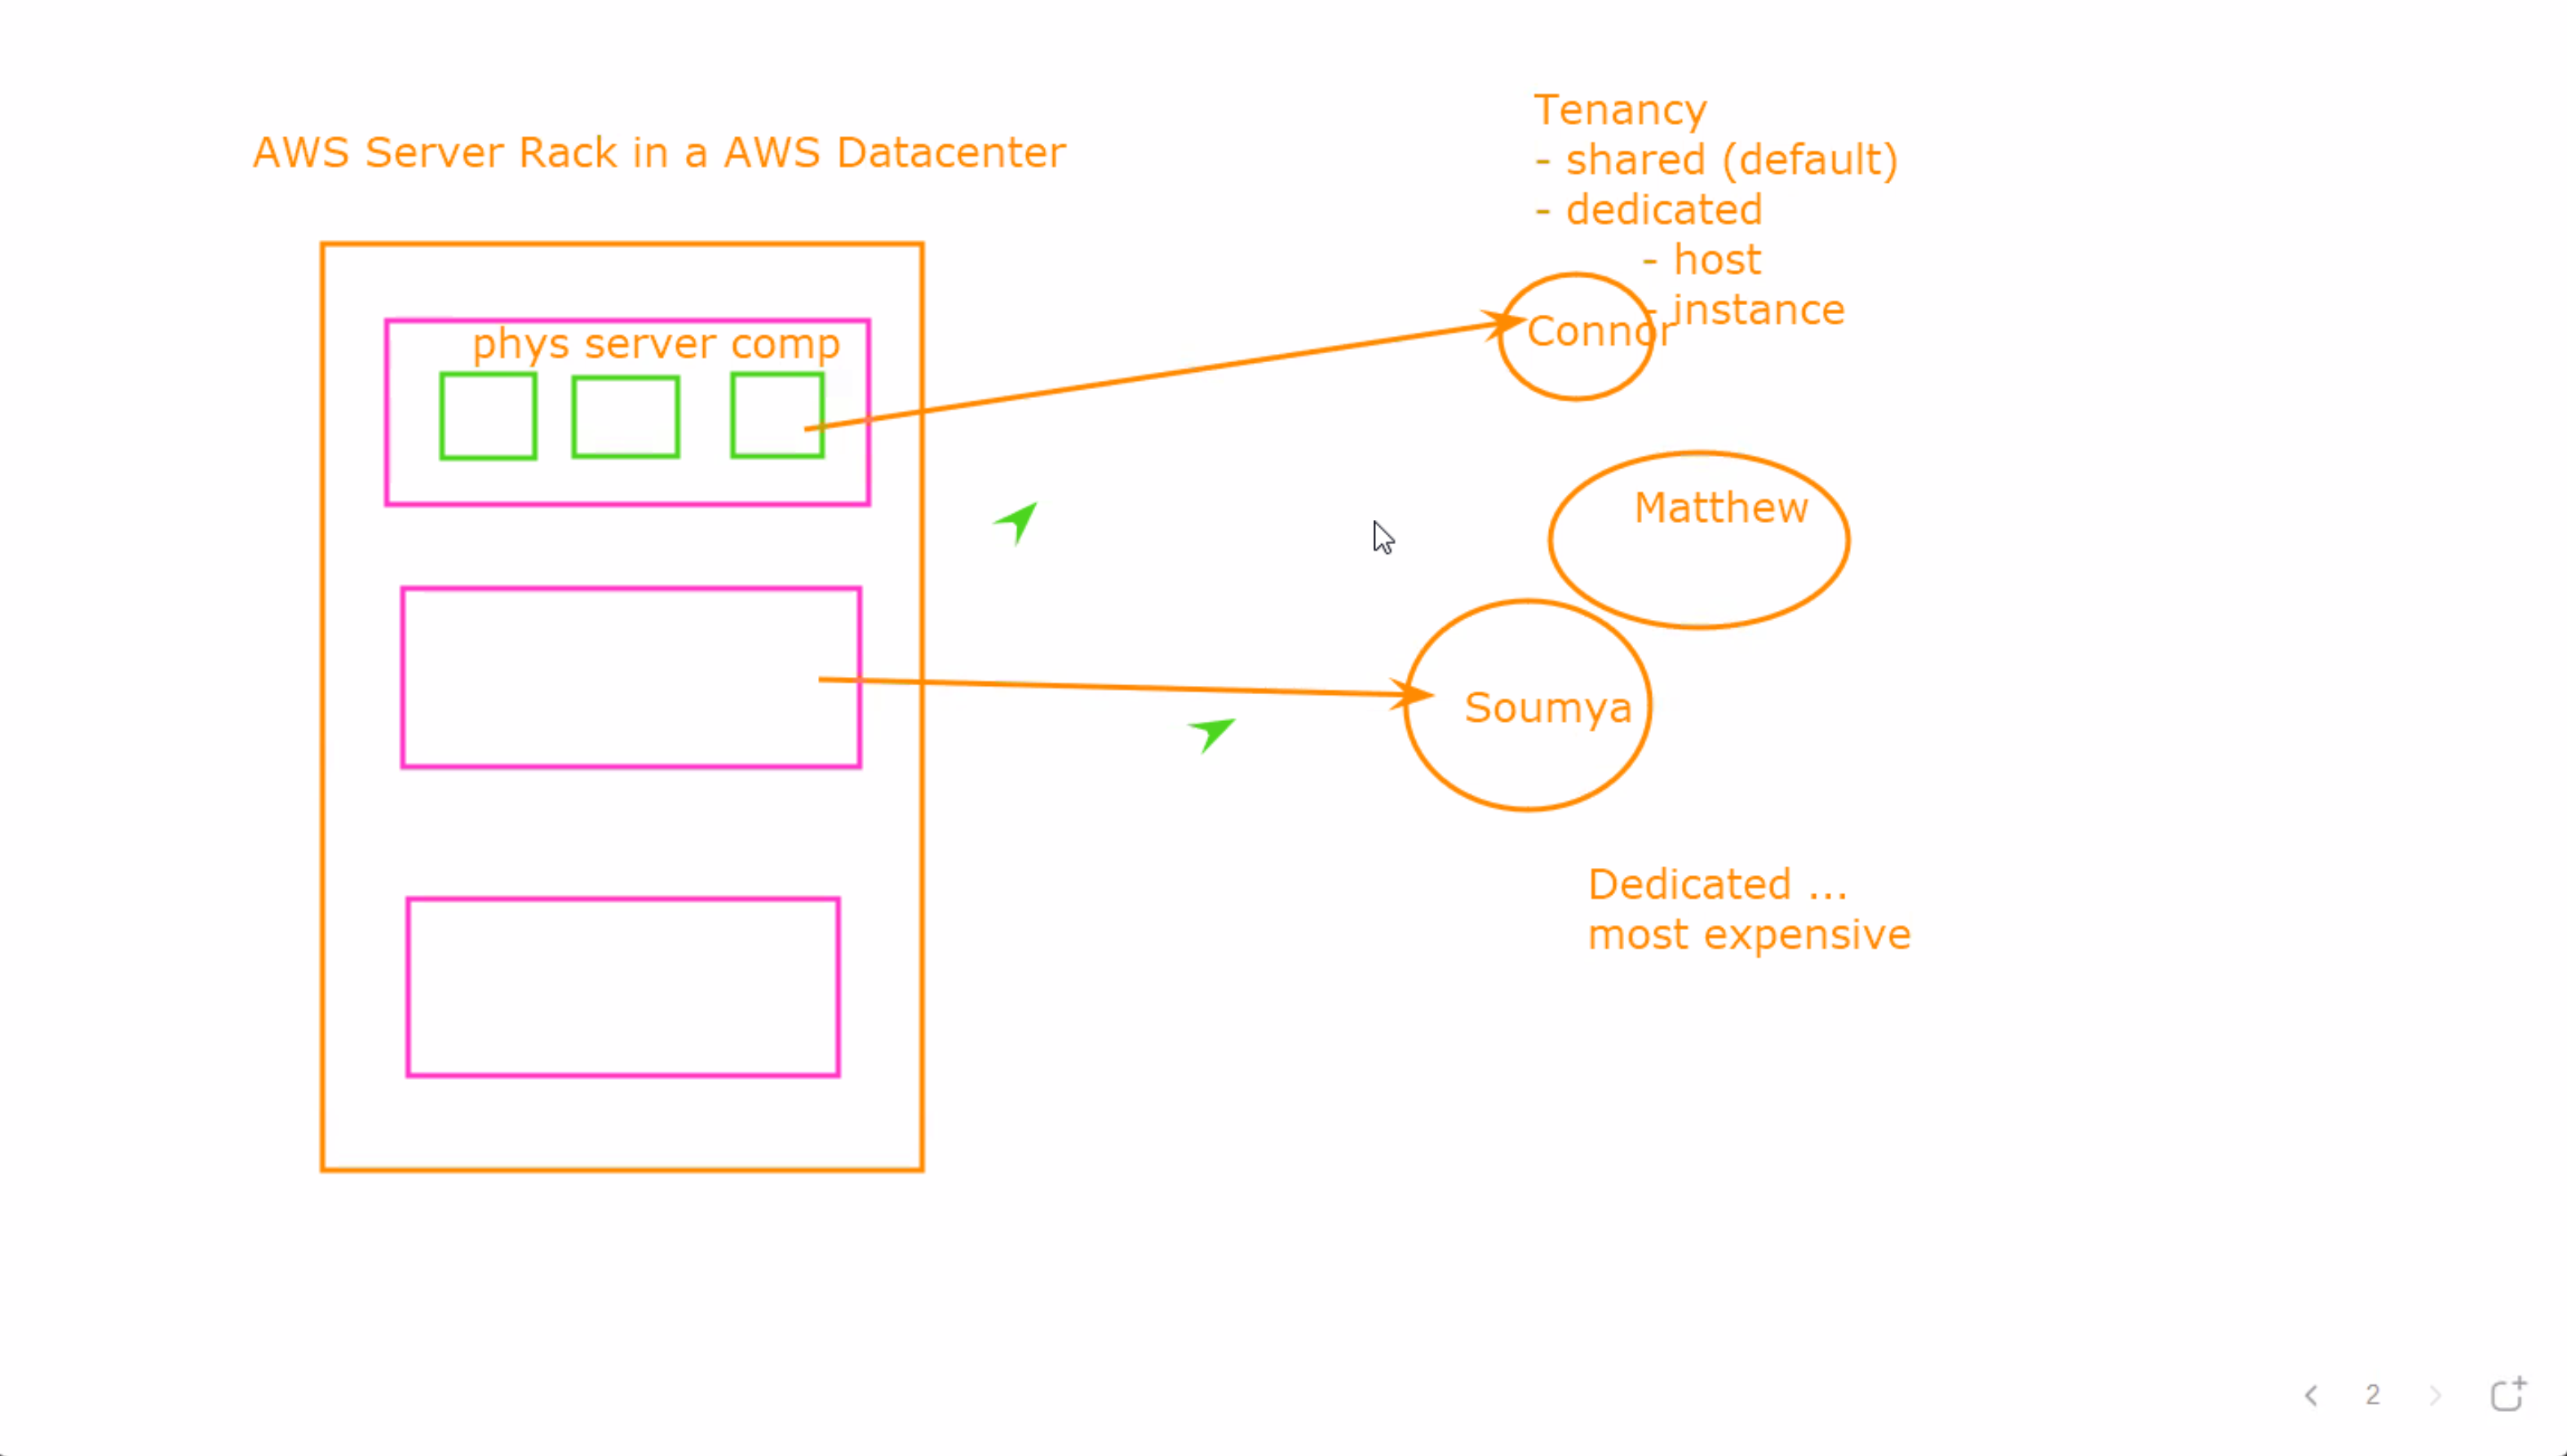 AWS Server Rack in a AWS Datacenter
phys server comp
Tenancy
- shared (default)
- dedicated
- host
- instance
Connor
Matthew
Soumya
Dedicated ...
most expensive
2